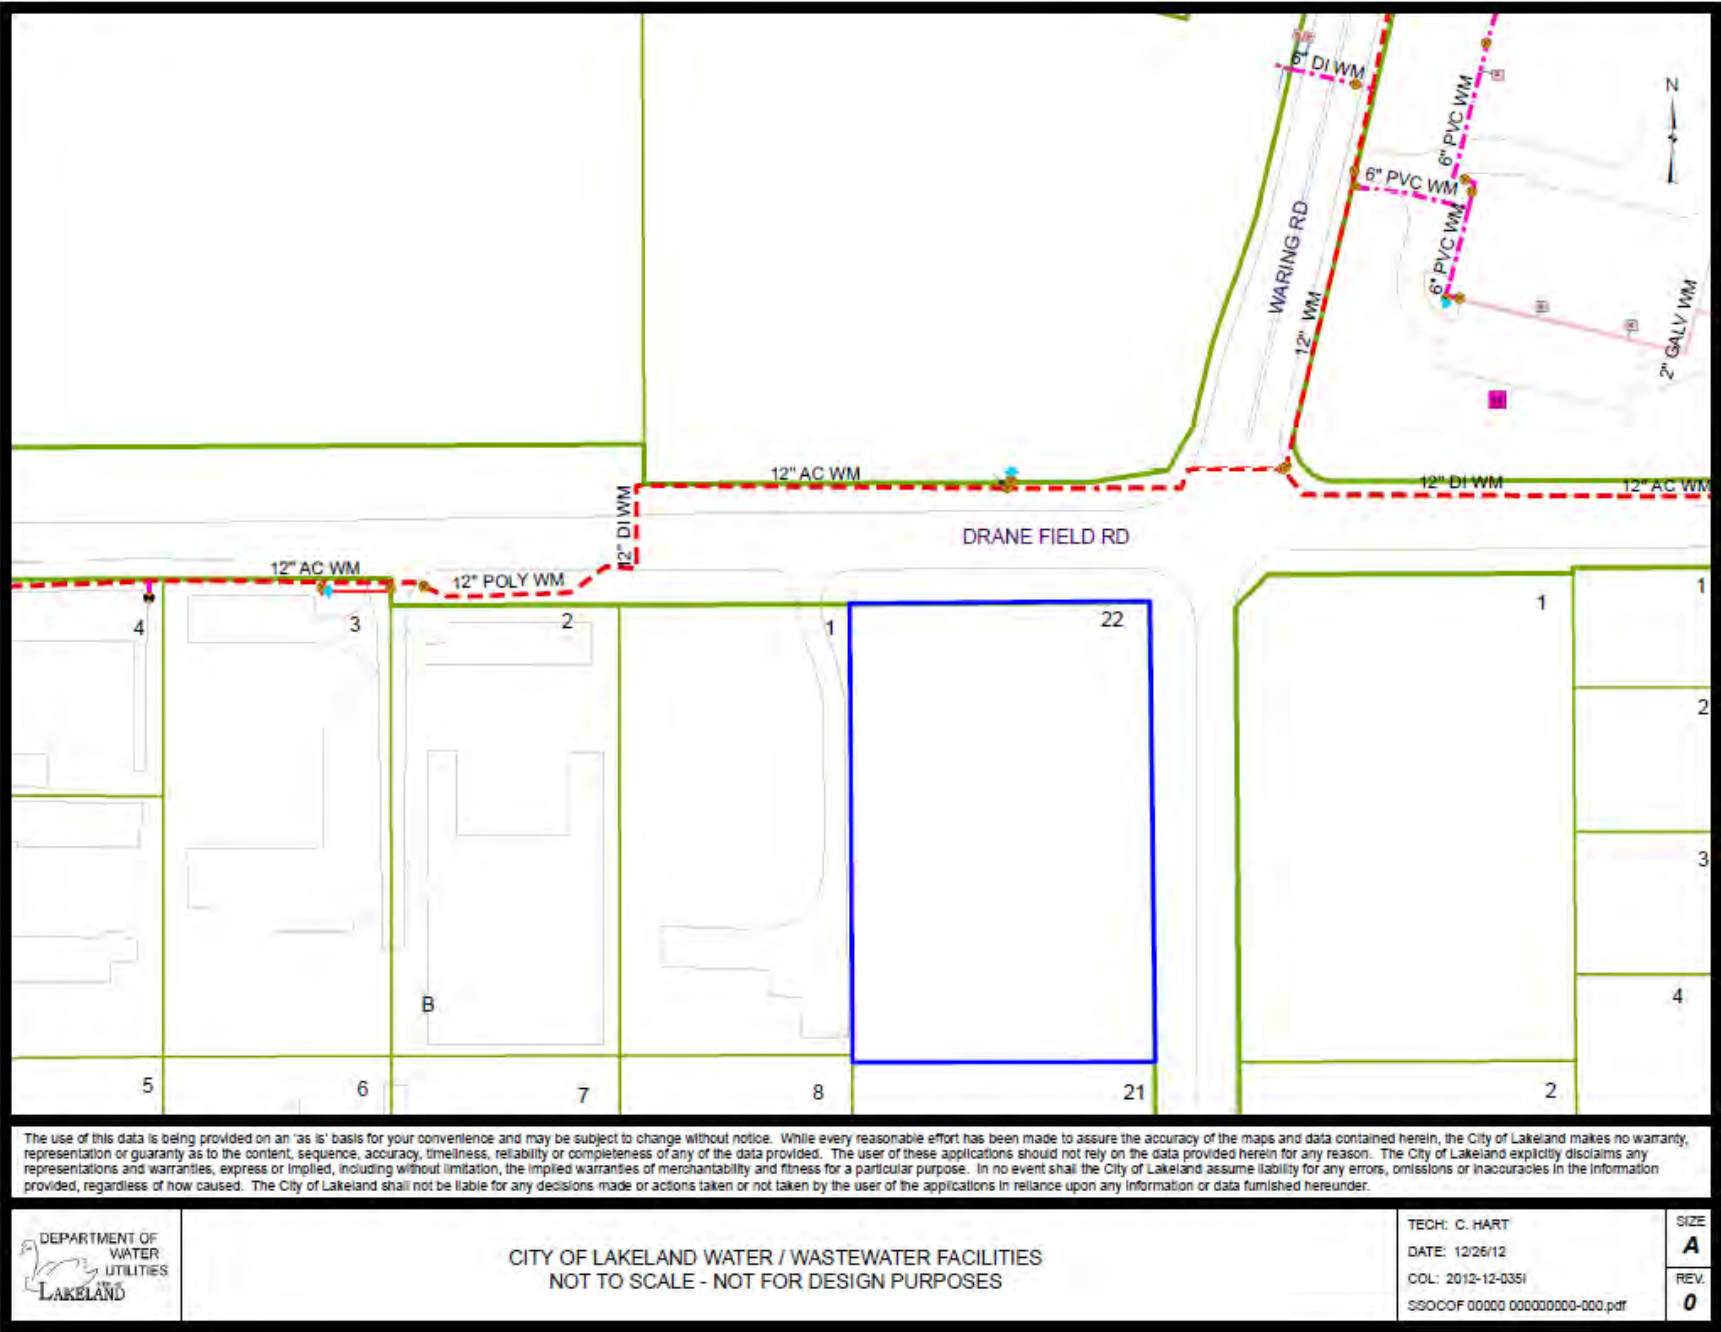 6" DI WM
N
6" PVC WM
6" PVC WM
6" PVC WM
WARING RD
12" WM
2" GALV WM
12" AC WM
12" DI WM
12" AC WM
12" DI WM
DRANE FIELD RD
12" AC WM
12" POLY WM
4
3
2
1
22
1
1
2
3
4
B
5
6
7
8
21
2
The use of this data is being provided on an 'as is' basis for your convenience and may be subject to change without notice. While every reasonable effort has been made to assure the accuracy of the maps and data contained herein, the City of Lakeland makes no warranty,
representation or guaranty as to the content, sequence, accuracy, timeliness, reliability or completeness of any of the data provided. The user of these applications should not rely on the data provided herein for any reason. The City of Lakeland explicitly disclaims any
representations and warranties, express or implied, including without limitation, the implied warranties of merchantability and fitness for a particular purpose. In no event shall the City of Lakeland assume liability for any errors, omissions or inaccuracies in the information
provided, regardless of how caused. The City of Lakeland shall not be liable for any decisions made or actions taken or not taken by the user of the applications in reliance upon any information or data furnished hereunder.
DEPARTMENT OF
WATER
UTILITIES
LAKELAND
CITY OF LAKELAND WATER / WASTEWATER FACILITIES
NOT TO SCALE - NOT FOR DESIGN PURPOSES
TECH: C. HART
DATE: 12/26/12
COL: 2012-12-035I
SSOCOF 00000 000000000-000.pdf
SIZE
A
REV.
0